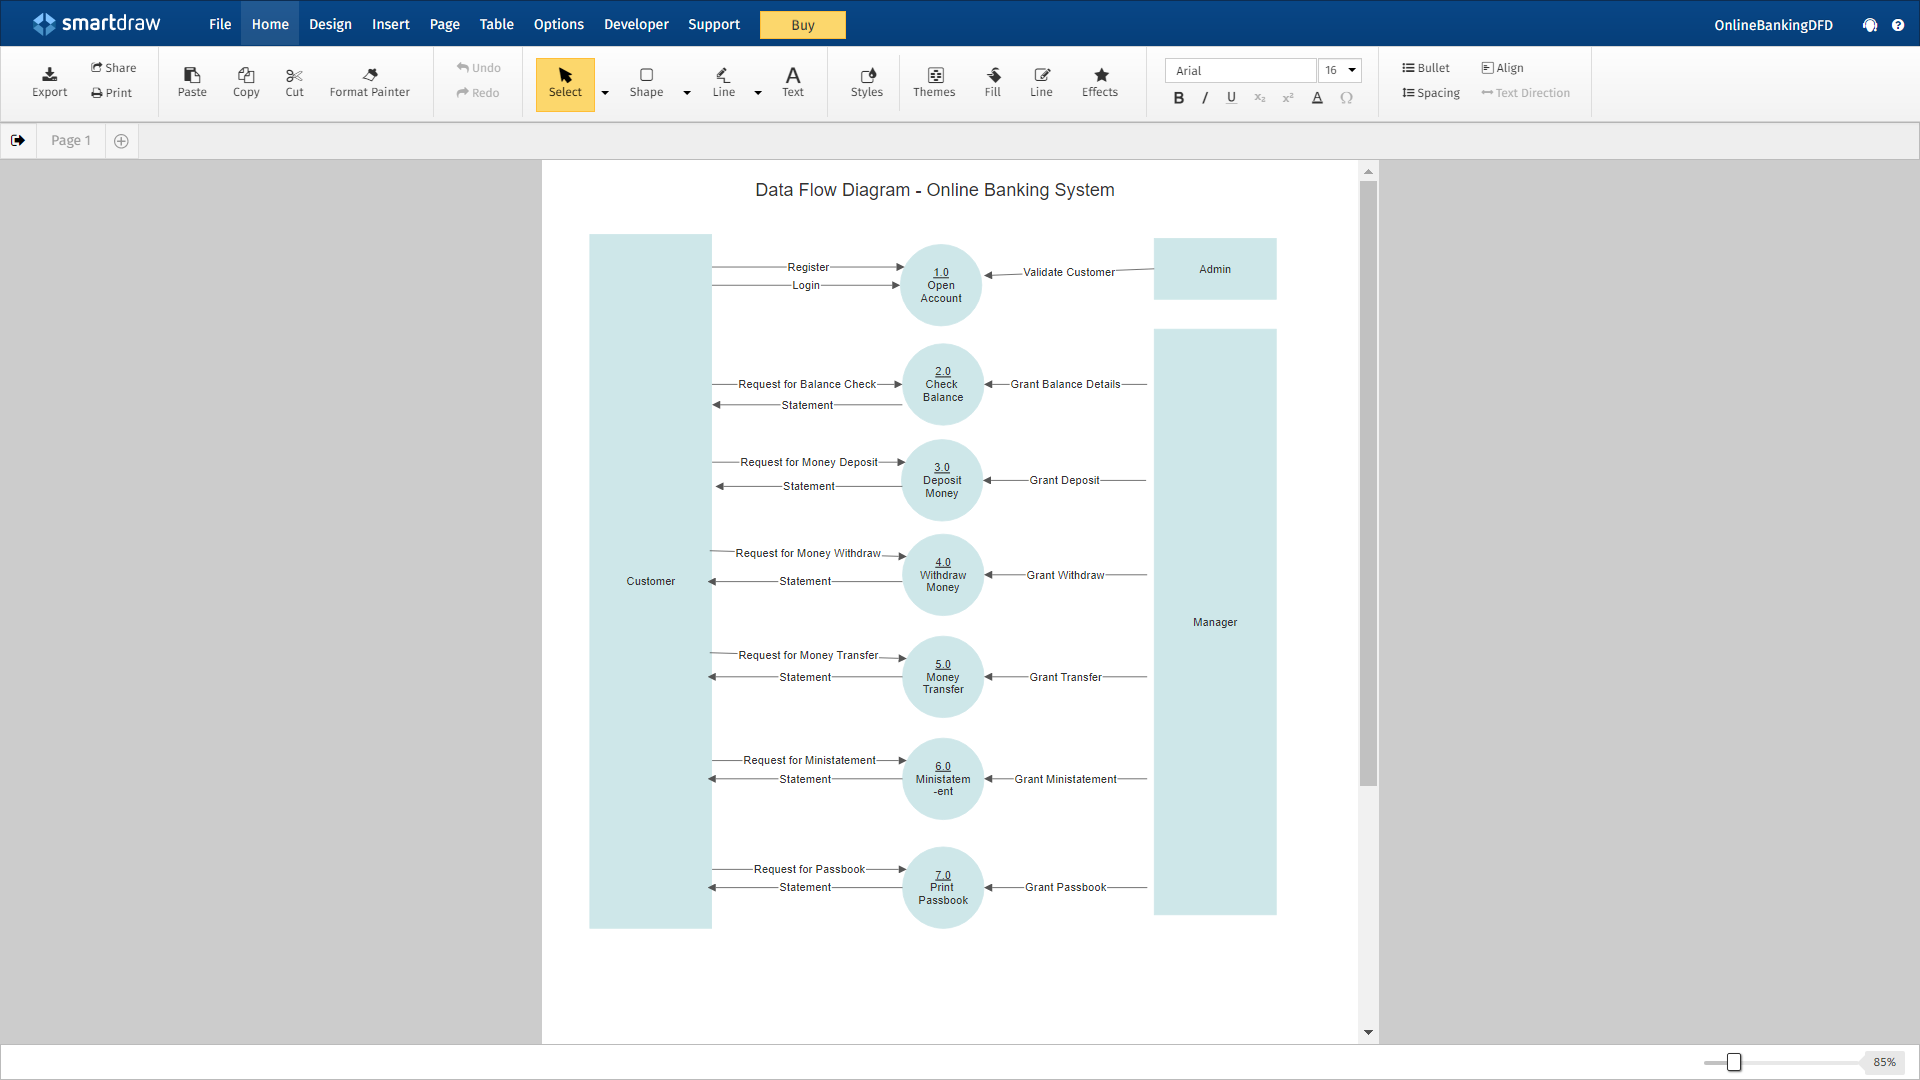 smartdraw
File Home Design Insert Page Table Options Developer Support Buy OnlineBankingDFD
Export Share Print
Paste Copy Cut Format Painter
Undo Redo
Select Shape Line Text
Styles Themes Fill Line Effects
Arial 16
B I U x₂ x² A Ω
Bullet Align
Spacing Text Direction
Page 1
Data Flow Diagram - Online Banking System
Customer
Admin
Manager
Register
Login
1.0
Open
Account
Validate Customer
Request for Balance Check
Statement
2.0
Check
Balance
Grant Balance Details
Request for Money Deposit
Statement
3.0
Deposit
Money
Grant Deposit
Request for Money Withdraw
Statement
4.0
Withdraw
Money
Grant Withdraw
Request for Money Transfer
Statement
5.0
Money
Transfer
Grant Transfer
Request for Ministatement
Statement
6.0
Ministatem
-ent
Grant Ministatement
Request for Passbook
Statement
7.0
Print
Passbook
Grant Passbook
85%